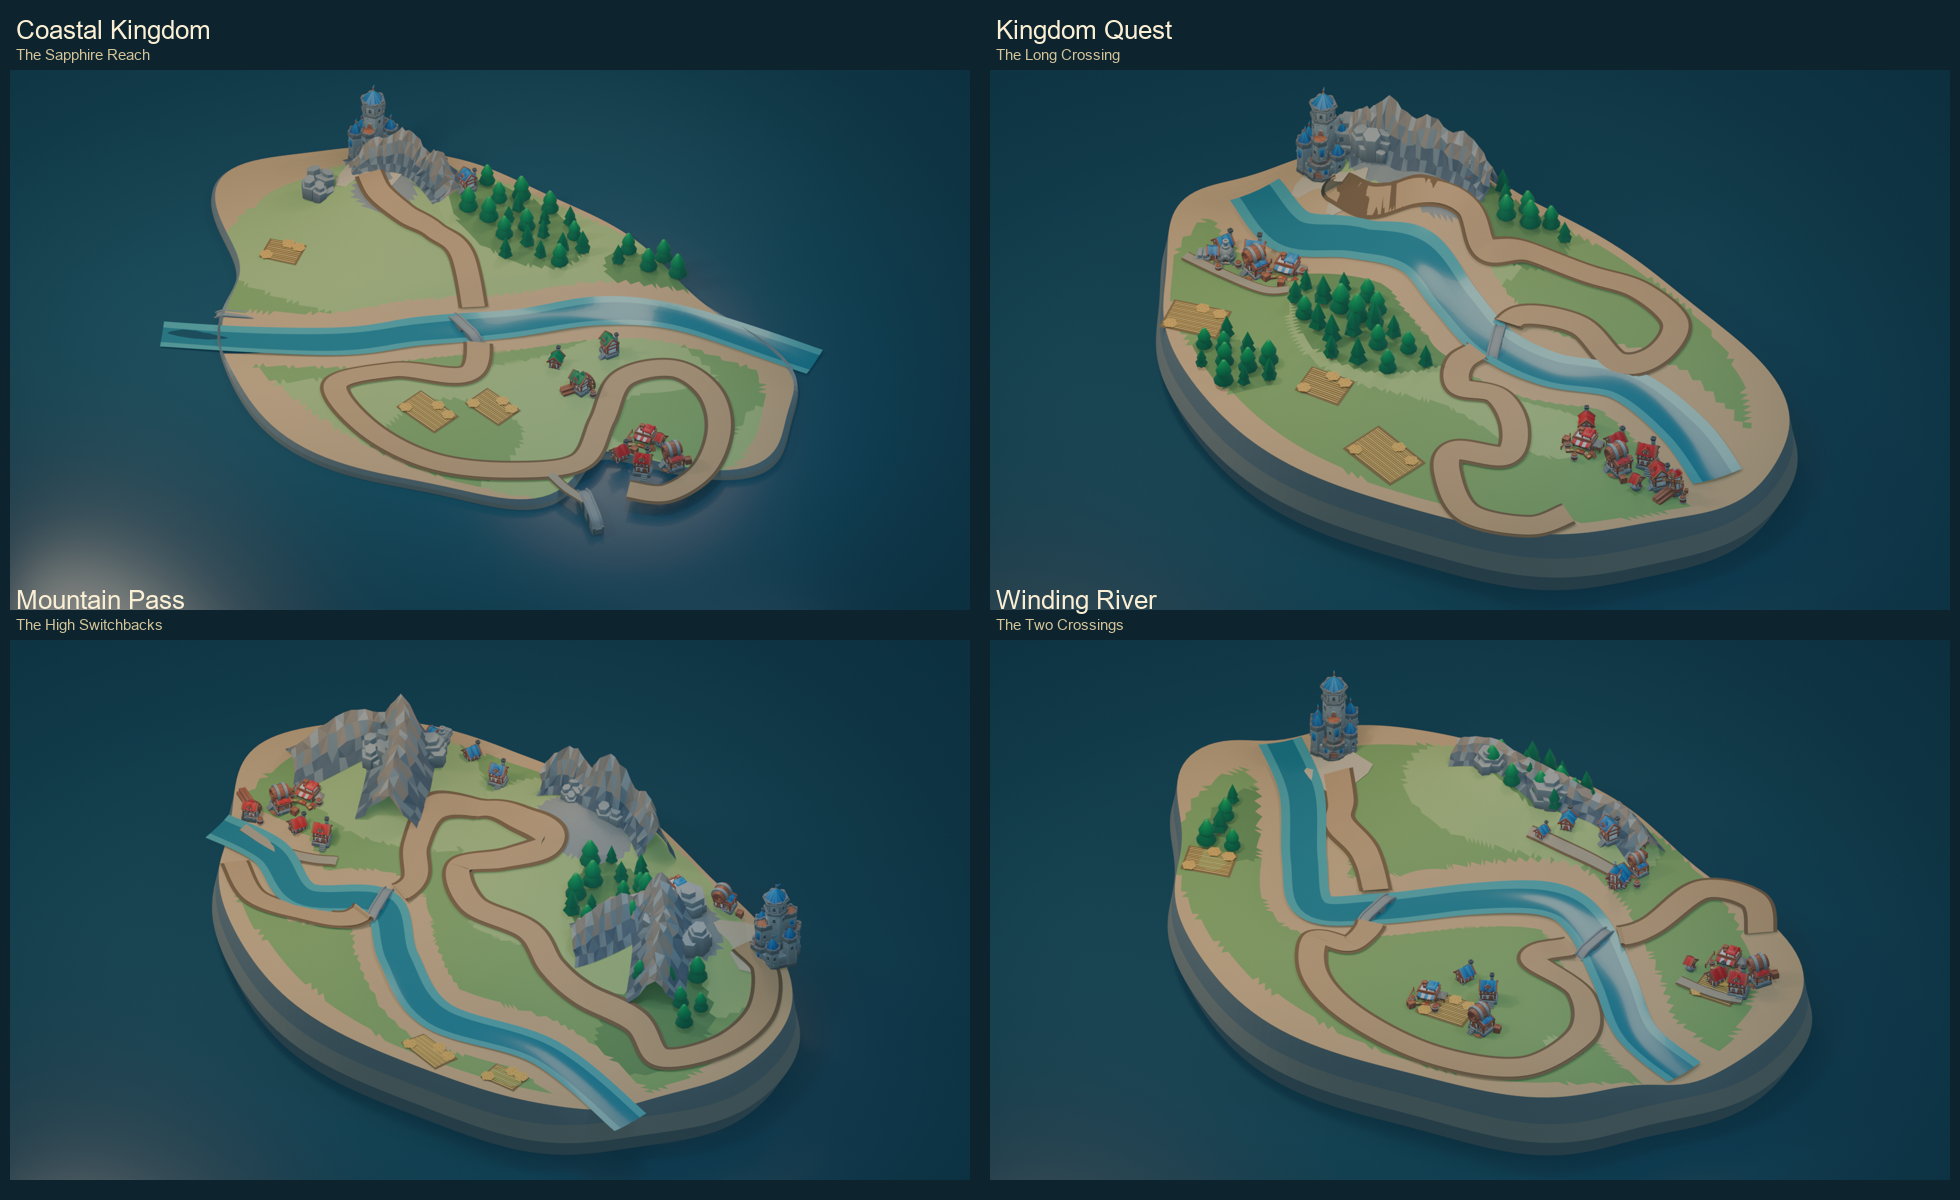 Coastal Kingdom
The Sapphire Reach
Kingdom Quest
The Long Crossing
Mountain Pass
The High Switchbacks
Winding River
The Two Crossings